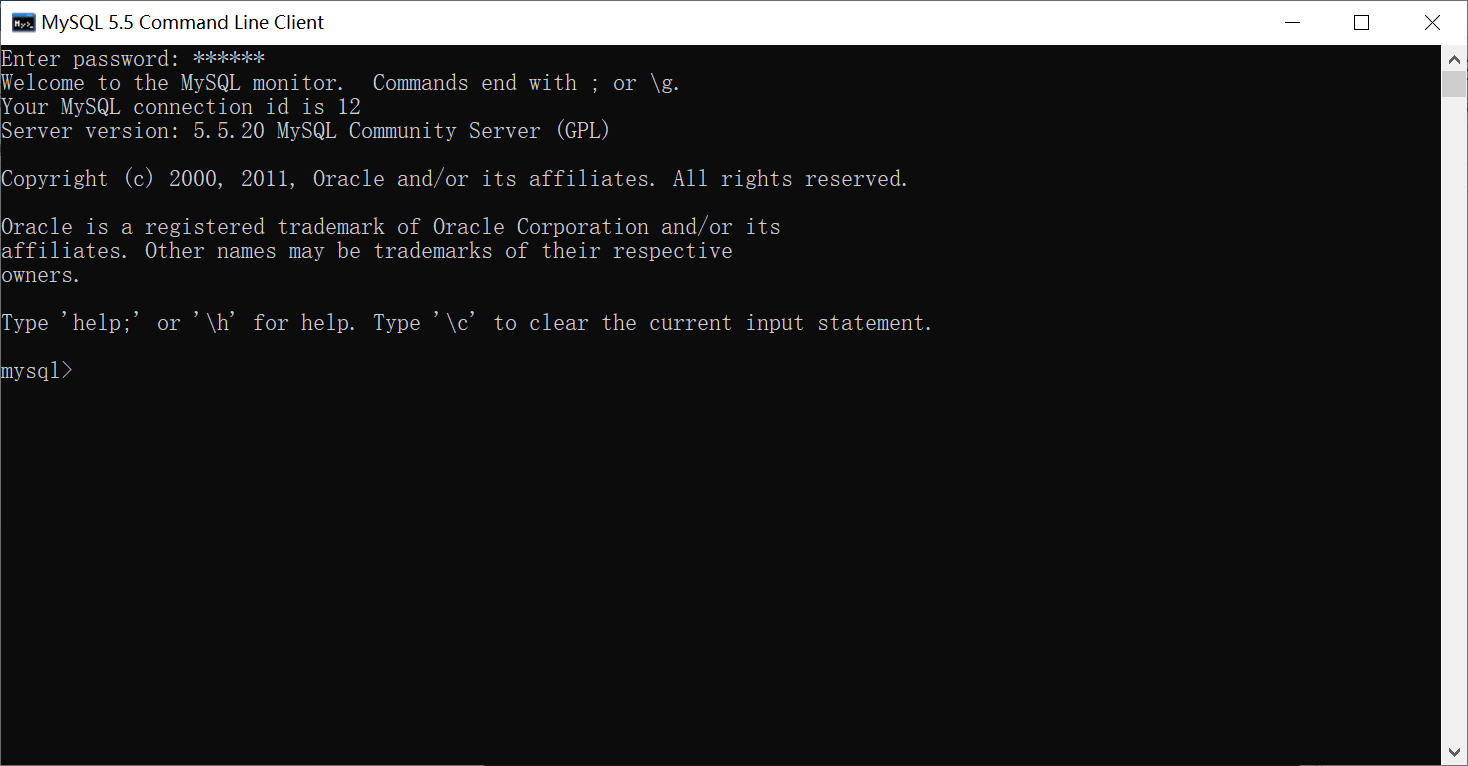 MySQL 5.5 Command Line Client
Enter password: ******
Welcome to the MySQL monitor.  Commands end with ; or \g.
Your MySQL connection id is 12
Server version: 5.5.20 MySQL Community Server (GPL)
Copyright (c) 2000, 2011, Oracle and/or its affiliates. All rights reserved.
Oracle is a registered trademark of Oracle Corporation and/or its
affiliates. Other names may be trademarks of their respective
owners.
Type 'help;' or '\h' for help. Type '\c' to clear the current input statement.
mysql>